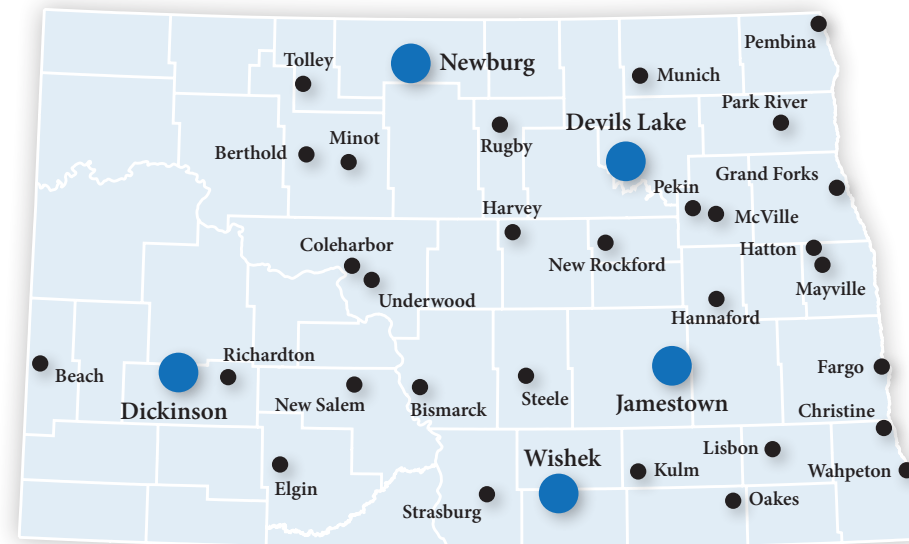 Pembina
Tolley
Newburg
Munich
Park River
Devils Lake
Minot
Berthold
Rugby
Grand Forks
Pekin
Harvey
McVille
Coleharbor
Hatton
New Rockford
Mayville
Underwood
Hannaford
Richardton
Beach
Fargo
New Salem
Steele
Jamestown
Dickinson
Bismarck
Christine
Lisbon
Wishek
Kulm
Wahpeton
Elgin
Oakes
Strasburg